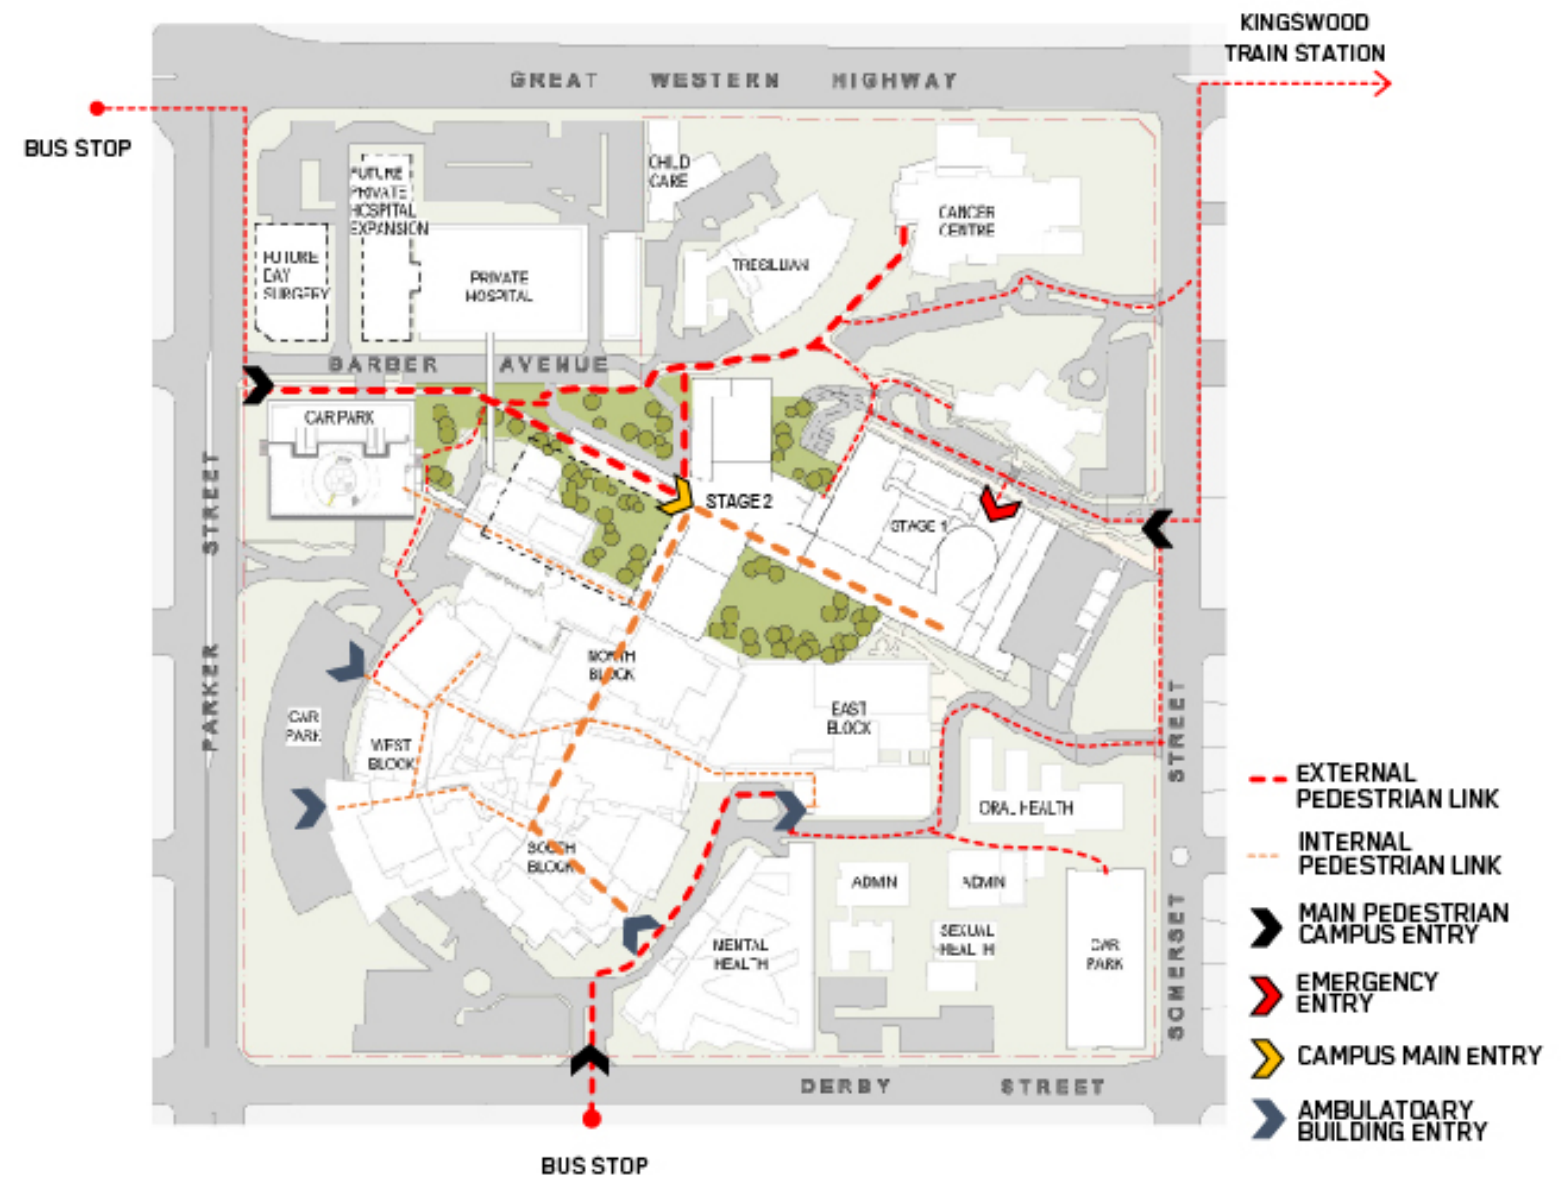 KINGSWOOD
TRAIN STATION
GREAT WESTERN HIGHWAY
BUS STOP
CHILD
CARE
FUTURE
PRIVATE
HOSPITAL
EXPANSION
CANCER
CENTRE
FUTURE
DAY
SURGERY
PRIVATE
HOSPITAL
TRESILLIAN
BARBER AVENUE
CAR PARK
STAGE 2
STAGE 1
PARKER STREET
NORTH
BLOCK
EAST
BLOCK
CAR
PARK
WEST
BLOCK
ORAL HEALTH
SOUTH
BLOCK
ADMIN
ADMIN
MENTAL
HEALTH
SEXUAL
HEALTH
CAR
PARK
SOMERSET STREET
DERBY STREET
BUS STOP
EXTERNAL
PEDESTRIAN LINK
INTERNAL
PEDESTRIAN LINK
MAIN PEDESTRIAN
CAMPUS ENTRY
EMERGENCY
ENTRY
CAMPUS MAIN ENTRY
AMBULATOARY
BUILDING ENTRY